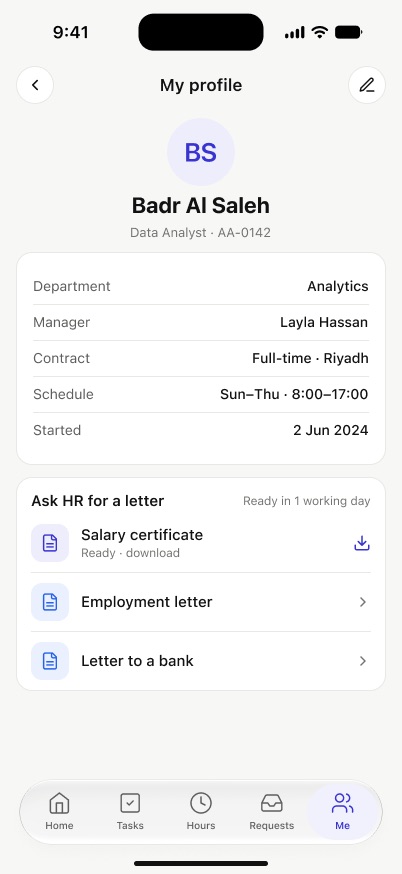 9:41
My profile
BS
Badr Al Saleh
Data Analyst · AA-0142
Department Analytics
Manager Layla Hassan
Contract Full-time · Riyadh
Schedule Sun–Thu · 8:00–17:00
Started 2 Jun 2024
Ask HR for a letter Ready in 1 working day
Salary certificate
Ready · download
Employment letter
Letter to a bank
Home Tasks Hours Requests Me